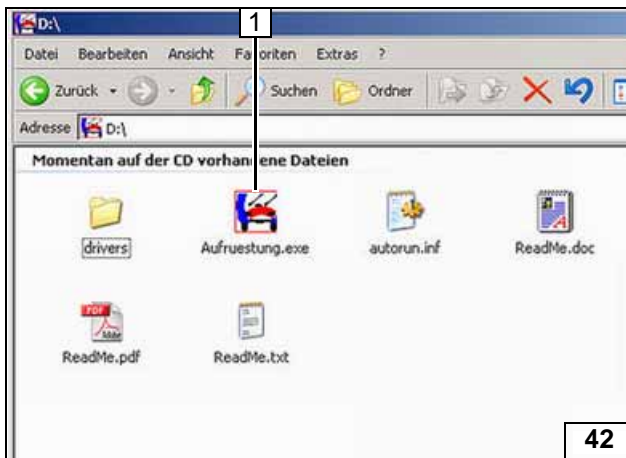 D:\
1
Datei Bearbeiten Ansicht Favoriten Extras ?
Zurück Suchen Ordner
Adresse D:\
Momentan auf der CD vorhandene Dateien
drivers Aufruestung.exe autorun.inf ReadMe.doc
PDF
Adobe
ReadMe.pdf ReadMe.txt
42